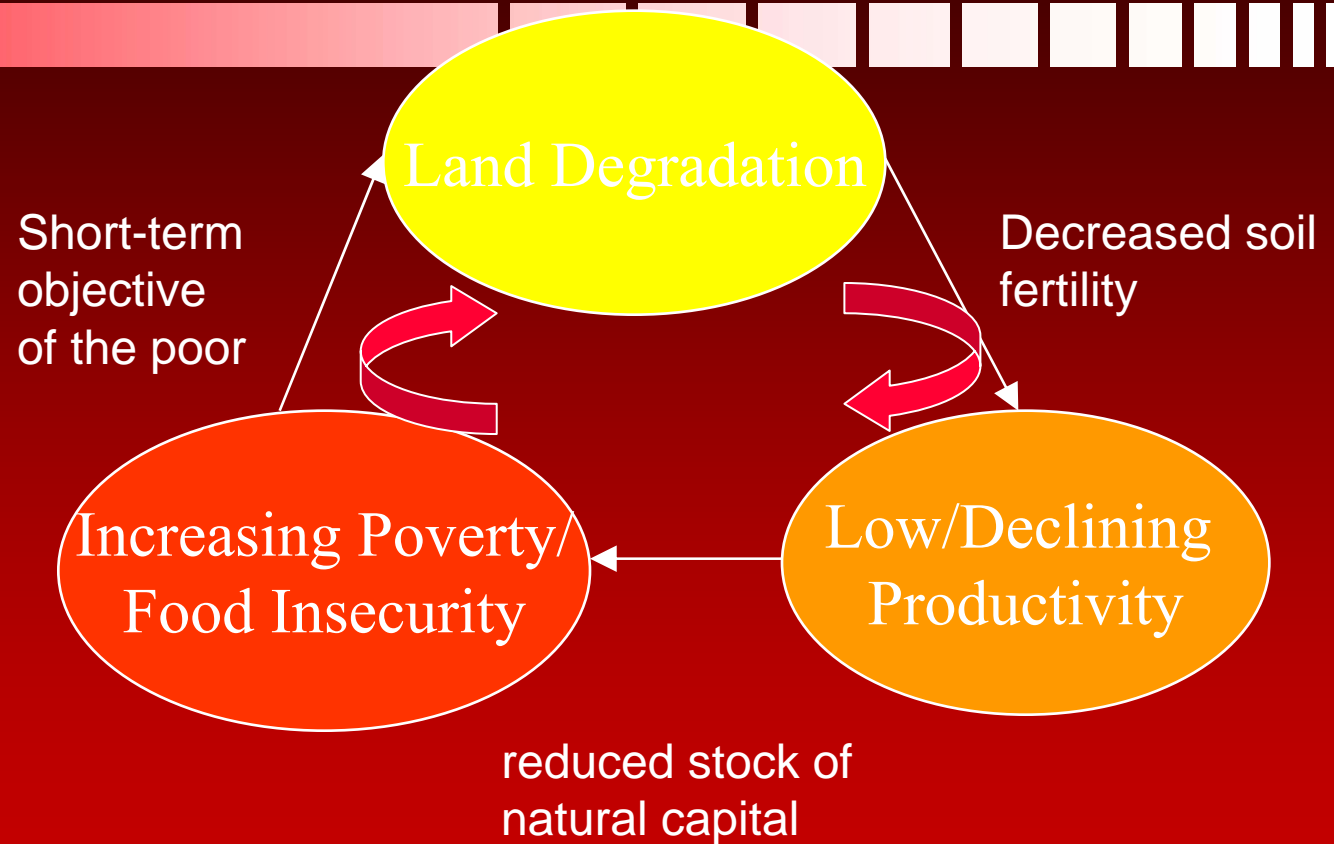 Land Degradation
Short-term
objective
of the poor
Decreased soil
fertility
Increasing Poverty/
Food Insecurity
Low/Declining
Productivity
reduced stock of
natural capital